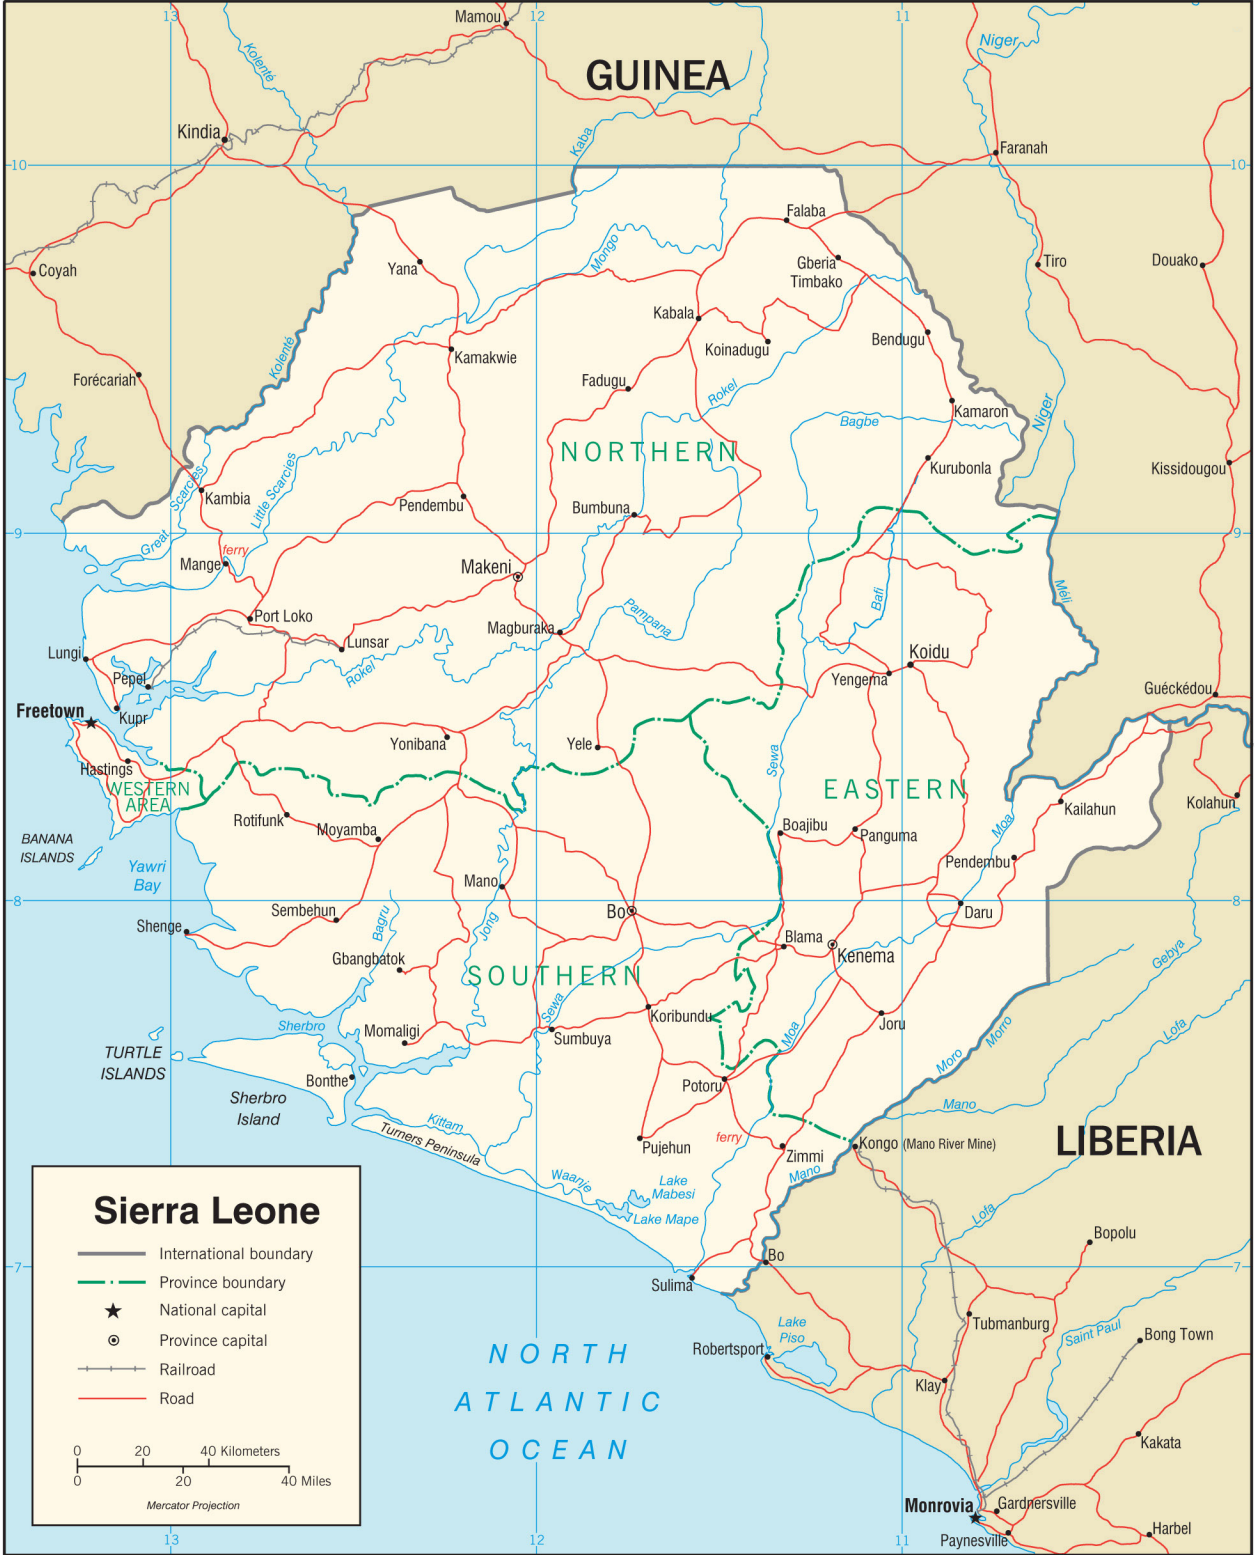 13
12
11
Mamou
Niger
Kolenté
GUINEA
Kindia
Kaba
Faranah
10
10
Falaba
Mongo
Coyah
Yana
Gberia
Timbako
Tiro
Douako
Kabala
Koinadugu
Bendugu
Kolenté
Kamakwie
Forécariah
Fadugu
Rokel
Kamaron
Niger
Bagbe
NORTHERN
Kurubonla
Kissidougou
Great Scarcies
Little Scarcies
Kambia
Pendembu
Bumbuna
9
9
ferry
Mange
Makeni
Bafi
Méli
Port Loko
Pampana
Magburaka
Lungi
Lunsar
Rokel
Koidu
Yengema
Pepel
Guéckédou
Freetown
Kupr
Yonibana
Yele
Sewa
Hastings
WESTERN
AREA
EASTERN
Kailahun
Kolahun
Rotifunk
Moyamba
Boajibu
Panguma
Moa
BANANA
ISLANDS
Pendembu
Yawri
Bay
Mano
8
8
Sembehun
Bo
Daru
Shenge
Bagru
Jong
Blama
Kenema
Gebya
Gbangbatok
SOUTHERN
Sewa
Koribundu
Joru
Sherbro
Momaligi
Sumbuya
Moa
Morro
Lofa
TURTLE
ISLANDS
Moro
Bonthe
Potoru
Sherbro
Island
Mano
Kittam
Turners Peninsula
Pujehun
ferry
Zimmi
Kongo (Mano River Mine)
LIBERIA
Mano
Waanje
Lake
Mabesi
Lake Mape
Lofa
Bopolu
Sierra Leone
International boundary
Province boundary
National capital
Province capital
Railroad
Road
0 20 40 Kilometers
0 20 40 Miles
Mercator Projection
7
7
Bo
Sulima
Lake
Piso
Tubmanburg
Saint Paul
Bong Town
Robertsport
NORTH
ATLANTIC
OCEAN
Klay
Kakata
Monrovia
Gardnersville
Paynesville
Harbel
13
12
11